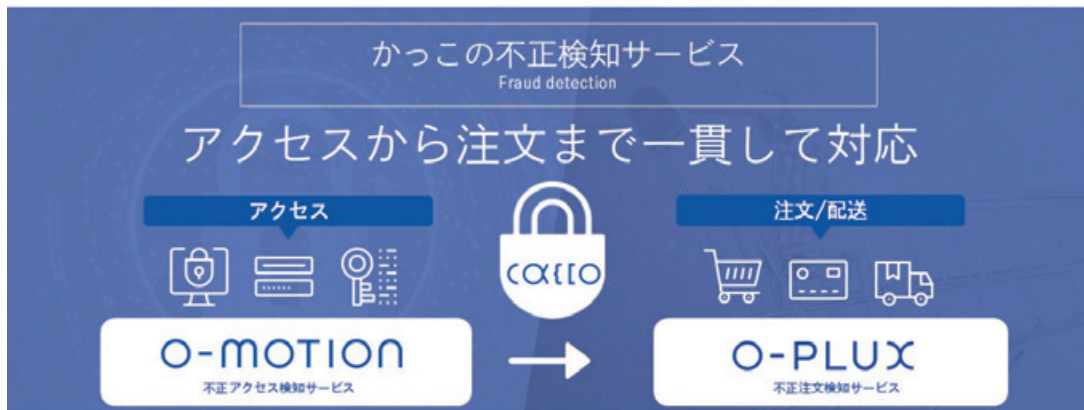 かっこの不正検知サービス
Fraud detection
アクセスから注文まで一貫して対応
アクセス
注文/配送
cacco
O-MOTION
不正アクセス検知サービス
O-PLUX
不正注文検知サービス